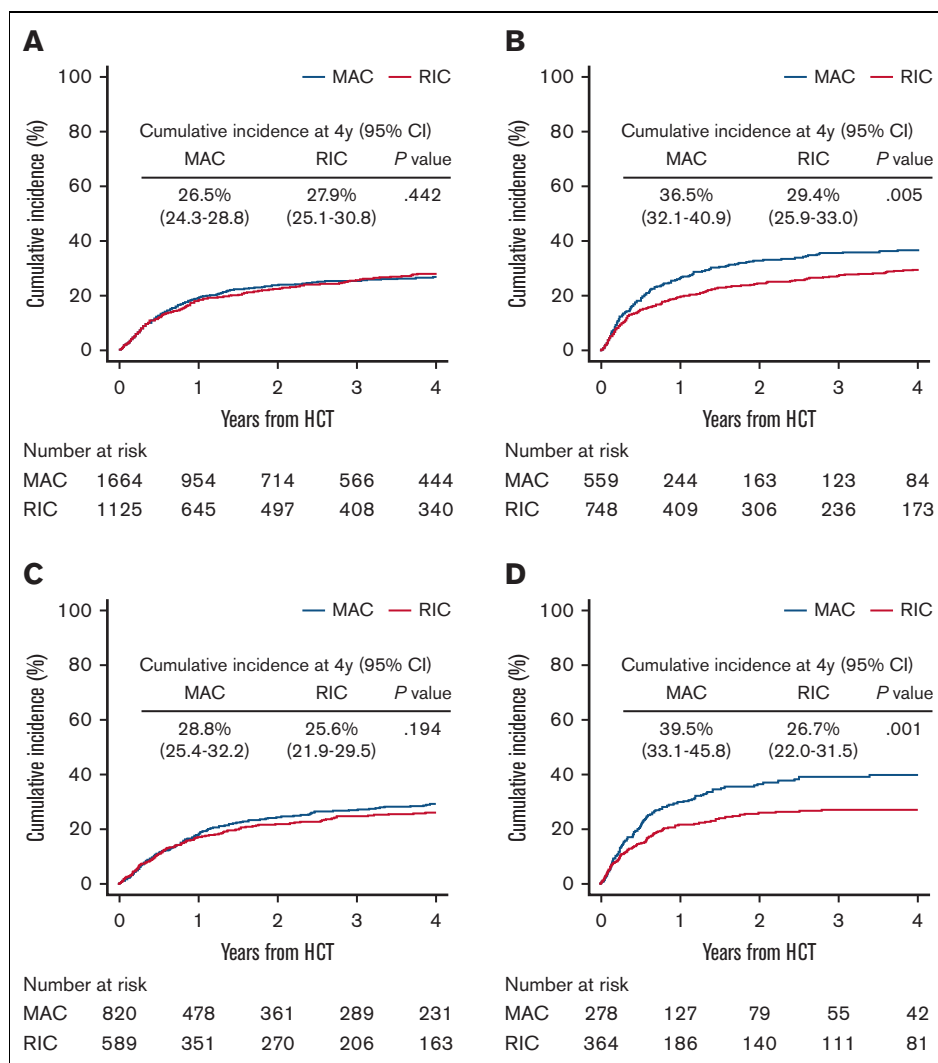 A
MAC RIC
Cumulative incidence (%)
100
80
60
40
20
0
Cumulative incidence at 4y (95% CI)
MAC RIC P value
26.5% 27.9% .442
(24.3-28.8) (25.1-30.8)
0 1 2 3 4
Years from HCT
Number at risk
MAC 1664 954 714 566 444
RIC 1125 645 497 408 340
B
MAC RIC
Cumulative incidence (%)
100
80
60
40
20
0
Cumulative incidence at 4y (95% CI)
MAC RIC P value
36.5% 29.4% .005
(32.1-40.9) (25.9-33.0)
0 1 2 3 4
Years from HCT
Number at risk
MAC 559 244 163 123 84
RIC 748 409 306 236 173
C
MAC RIC
Cumulative incidence (%)
100
80
60
40
20
0
Cumulative incidence at 4y (95% CI)
MAC RIC P value
28.8% 25.6% .194
(25.4-32.2) (21.9-29.5)
0 1 2 3 4
Years from HCT
Number at risk
MAC 820 478 361 289 231
RIC 589 351 270 206 163
D
MAC RIC
Cumulative incidence (%)
100
80
60
40
20
0
Cumulative incidence at 4y (95% CI)
MAC RIC P value
39.5% 26.7% .001
(33.1-45.8) (22.0-31.5)
0 1 2 3 4
Years from HCT
Number at risk
MAC 278 127 79 55 42
RIC 364 186 140 111 81